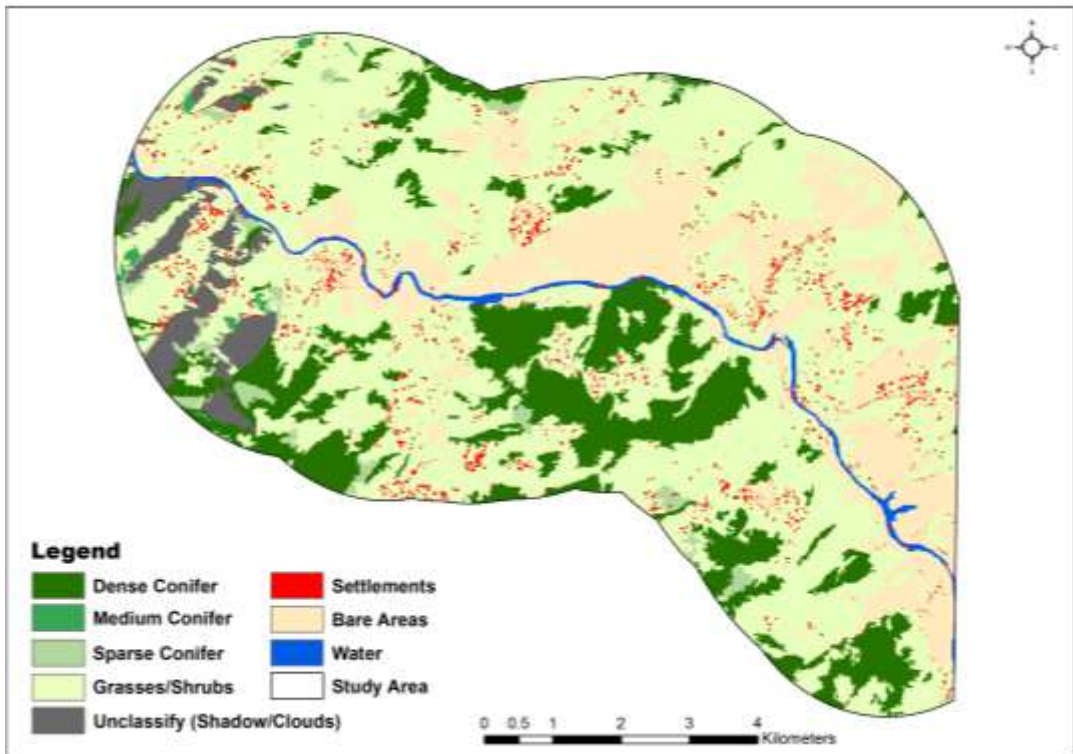 Legend
Dense Conifer
Medium Conifer
Sparse Conifer
Grasses/Shrubs
Unclassify (Shadow/Clouds)
Settlements
Bare Areas
Water
Study Area
0 0.5 1 2 3 4
Kilometers